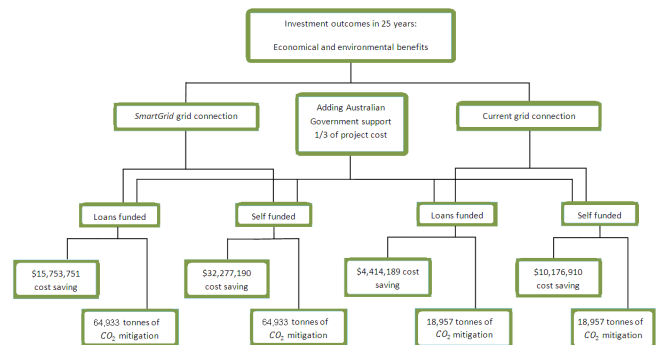 Investment outcomes in 25 years:
Economical and environmental benefits
SmartGrid grid connection
Adding Australian
Government support
1/3 of project cost
Current grid connection
Loans funded
Self funded
Loans funded
Self funded
$15,753,751
cost saving
$32,277,190
cost saving
$4,414,189 cost
saving
$10,176,910
cost saving
64,933 tonnes of
CO₂ mitigation
64,933 tonnes of
CO₂ mitigation
18,957 tonnes of
CO₂ mitigation
18,957 tonnes of
CO₂ mitigation